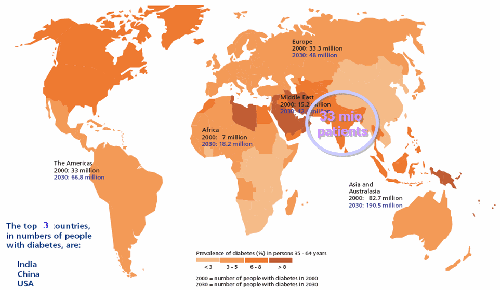 Europe
2000: 33.3 million
2030: 48 million
Middle East
2000: 15.2 million
2030:
33 mio
patients
Africa
2000: 7 million
2030: 18.2 million
The Americas
2000: 33 million
2030: 66.8 million
Asia and
Australasia
2000: 82.7 million
2030: 190.5 million
The top 3 countries,
in numbers of people
with diabetes, are:
India
China
USA
Prevalence of diabetes (%) in persons 35 - 64 years
< 3
3 - 5
6 - 8
> 8
2000 = number of people with diabetes in 2000
2030 = number of people with diabetes in 2030